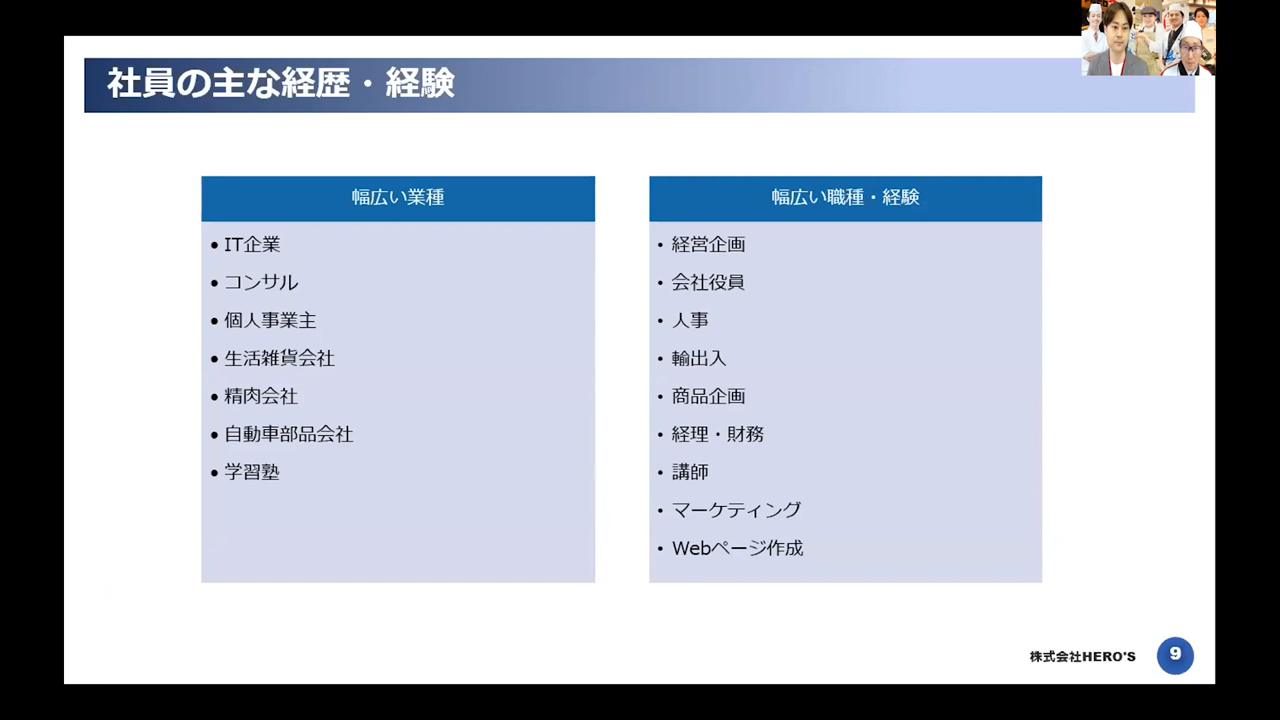 社員の主な経歴・経験
幅広い業種
• IT企業
• コンサル
• 個人事業主
• 生活雑貨会社
• 精肉会社
• 自動車部品会社
• 学習塾
幅広い職種・経験
• 経営企画
• 会社役員
• 人事
• 輸出入
• 商品企画
• 経理・財務
• 講師
• マーケティング
• Webページ作成
株式会社HERO'S
9